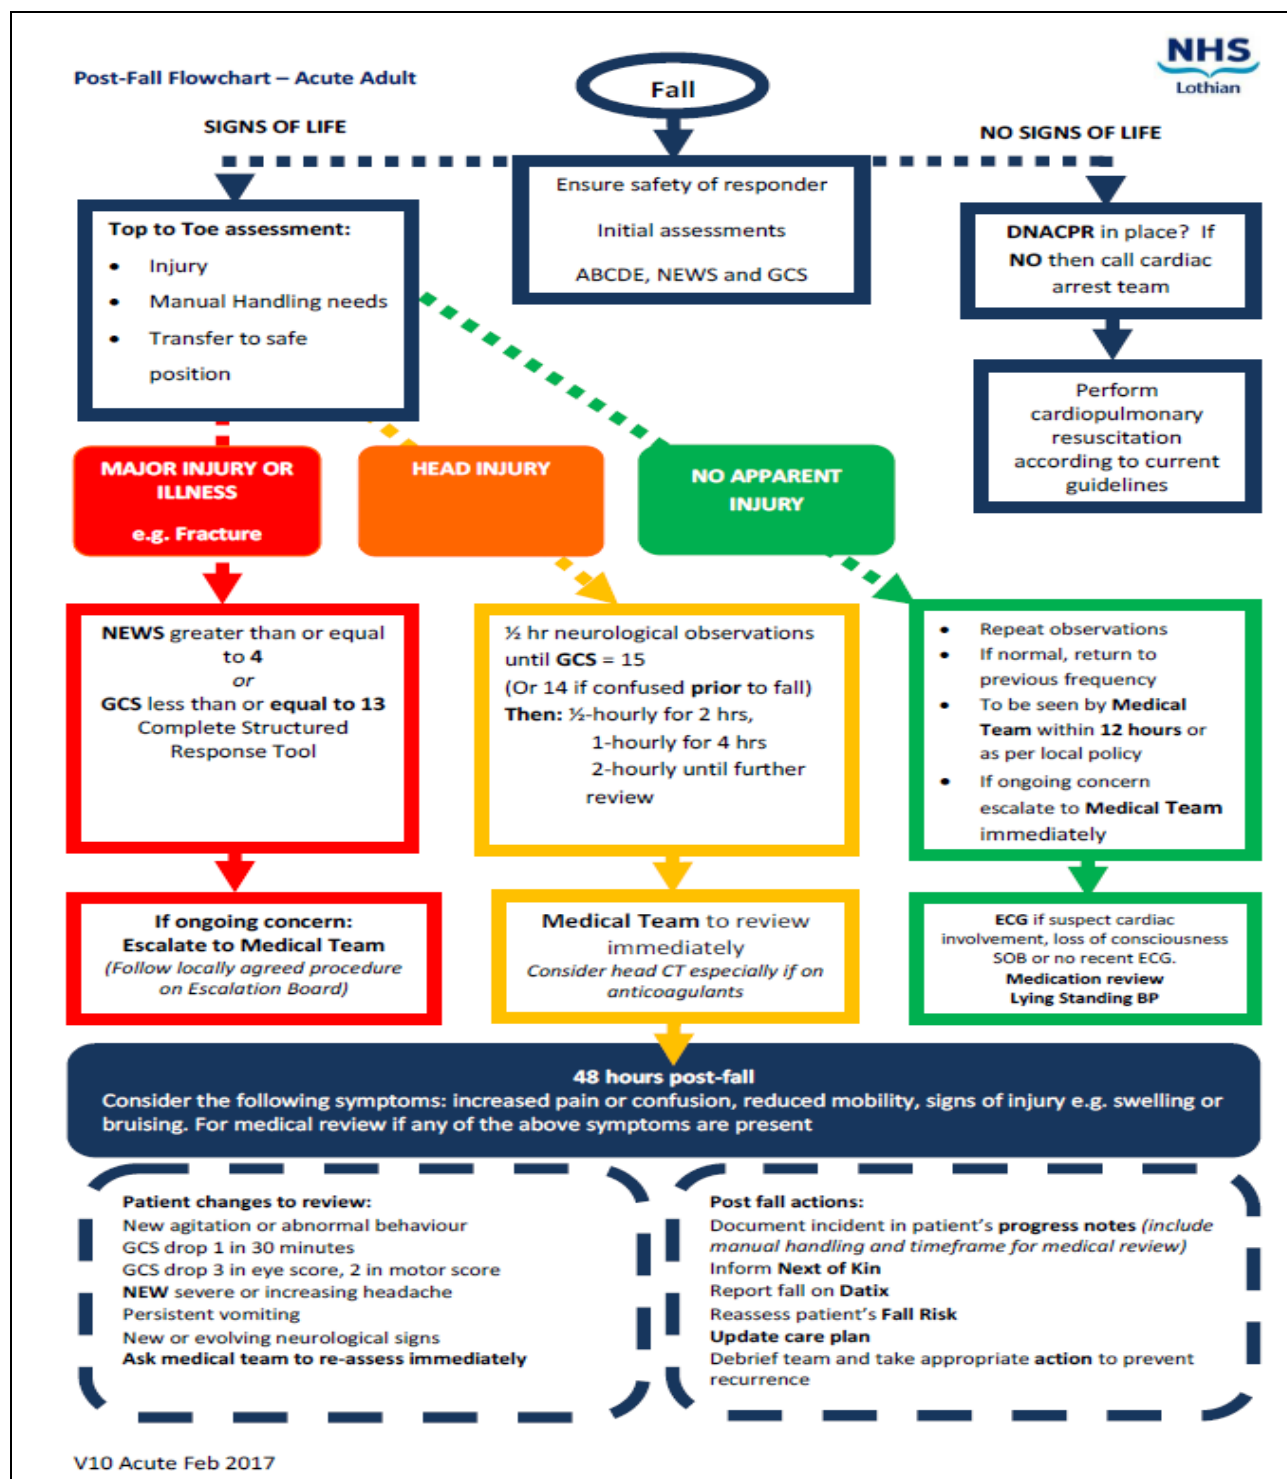 NHS
Lothian
Post-Fall Flowchart – Acute Adult
Fall
SIGNS OF LIFE
NO SIGNS OF LIFE
Ensure safety of responder
Initial assessments
ABCDE, NEWS and GCS
Top to Toe assessment:
• Injury
• Manual Handling needs
• Transfer to safe
position
DNACPR in place? If
NO then call cardiac
arrest team
Perform
cardiopulmonary
resuscitation
according to current
guidelines
MAJOR INJURY OR
ILLNESS
e.g. Fracture
HEAD INJURY
NO APPARENT
INJURY
NEWS greater than or equal
to 4
or
GCS less than or equal to 13
Complete Structured
Response Tool
½ hr neurological observations
until GCS = 15
(Or 14 if confused prior to fall)
Then: ½-hourly for 2 hrs,
1-hourly for 4 hrs
2-hourly until further
review
• Repeat observations
• If normal, return to
previous frequency
• To be seen by Medical
Team within 12 hours or
as per local policy
• If ongoing concern
escalate to Medical Team
immediately
If ongoing concern:
Escalate to Medical Team
(Follow locally agreed procedure
on Escalation Board)
Medical Team to review
immediately
Consider head CT especially if on
anticoagulants
ECG if suspect cardiac
involvement, loss of consciousness
SOB or no recent ECG.
Medication review
Lying Standing BP
48 hours post-fall
Consider the following symptoms: increased pain or confusion, reduced mobility, signs of injury e.g. swelling or
bruising. For medical review if any of the above symptoms are present
Patient changes to review:
New agitation or abnormal behaviour
GCS drop 1 in 30 minutes
GCS drop 3 in eye score, 2 in motor score
NEW severe or increasing headache
Persistent vomiting
New or evolving neurological signs
Ask medical team to re-assess immediately
Post fall actions:
Document incident in patient's progress notes (include
manual handling and timeframe for medical review)
Inform Next of Kin
Report fall on Datix
Reassess patient's Fall Risk
Update care plan
Debrief team and take appropriate action to prevent
recurrence
V10 Acute Feb 2017